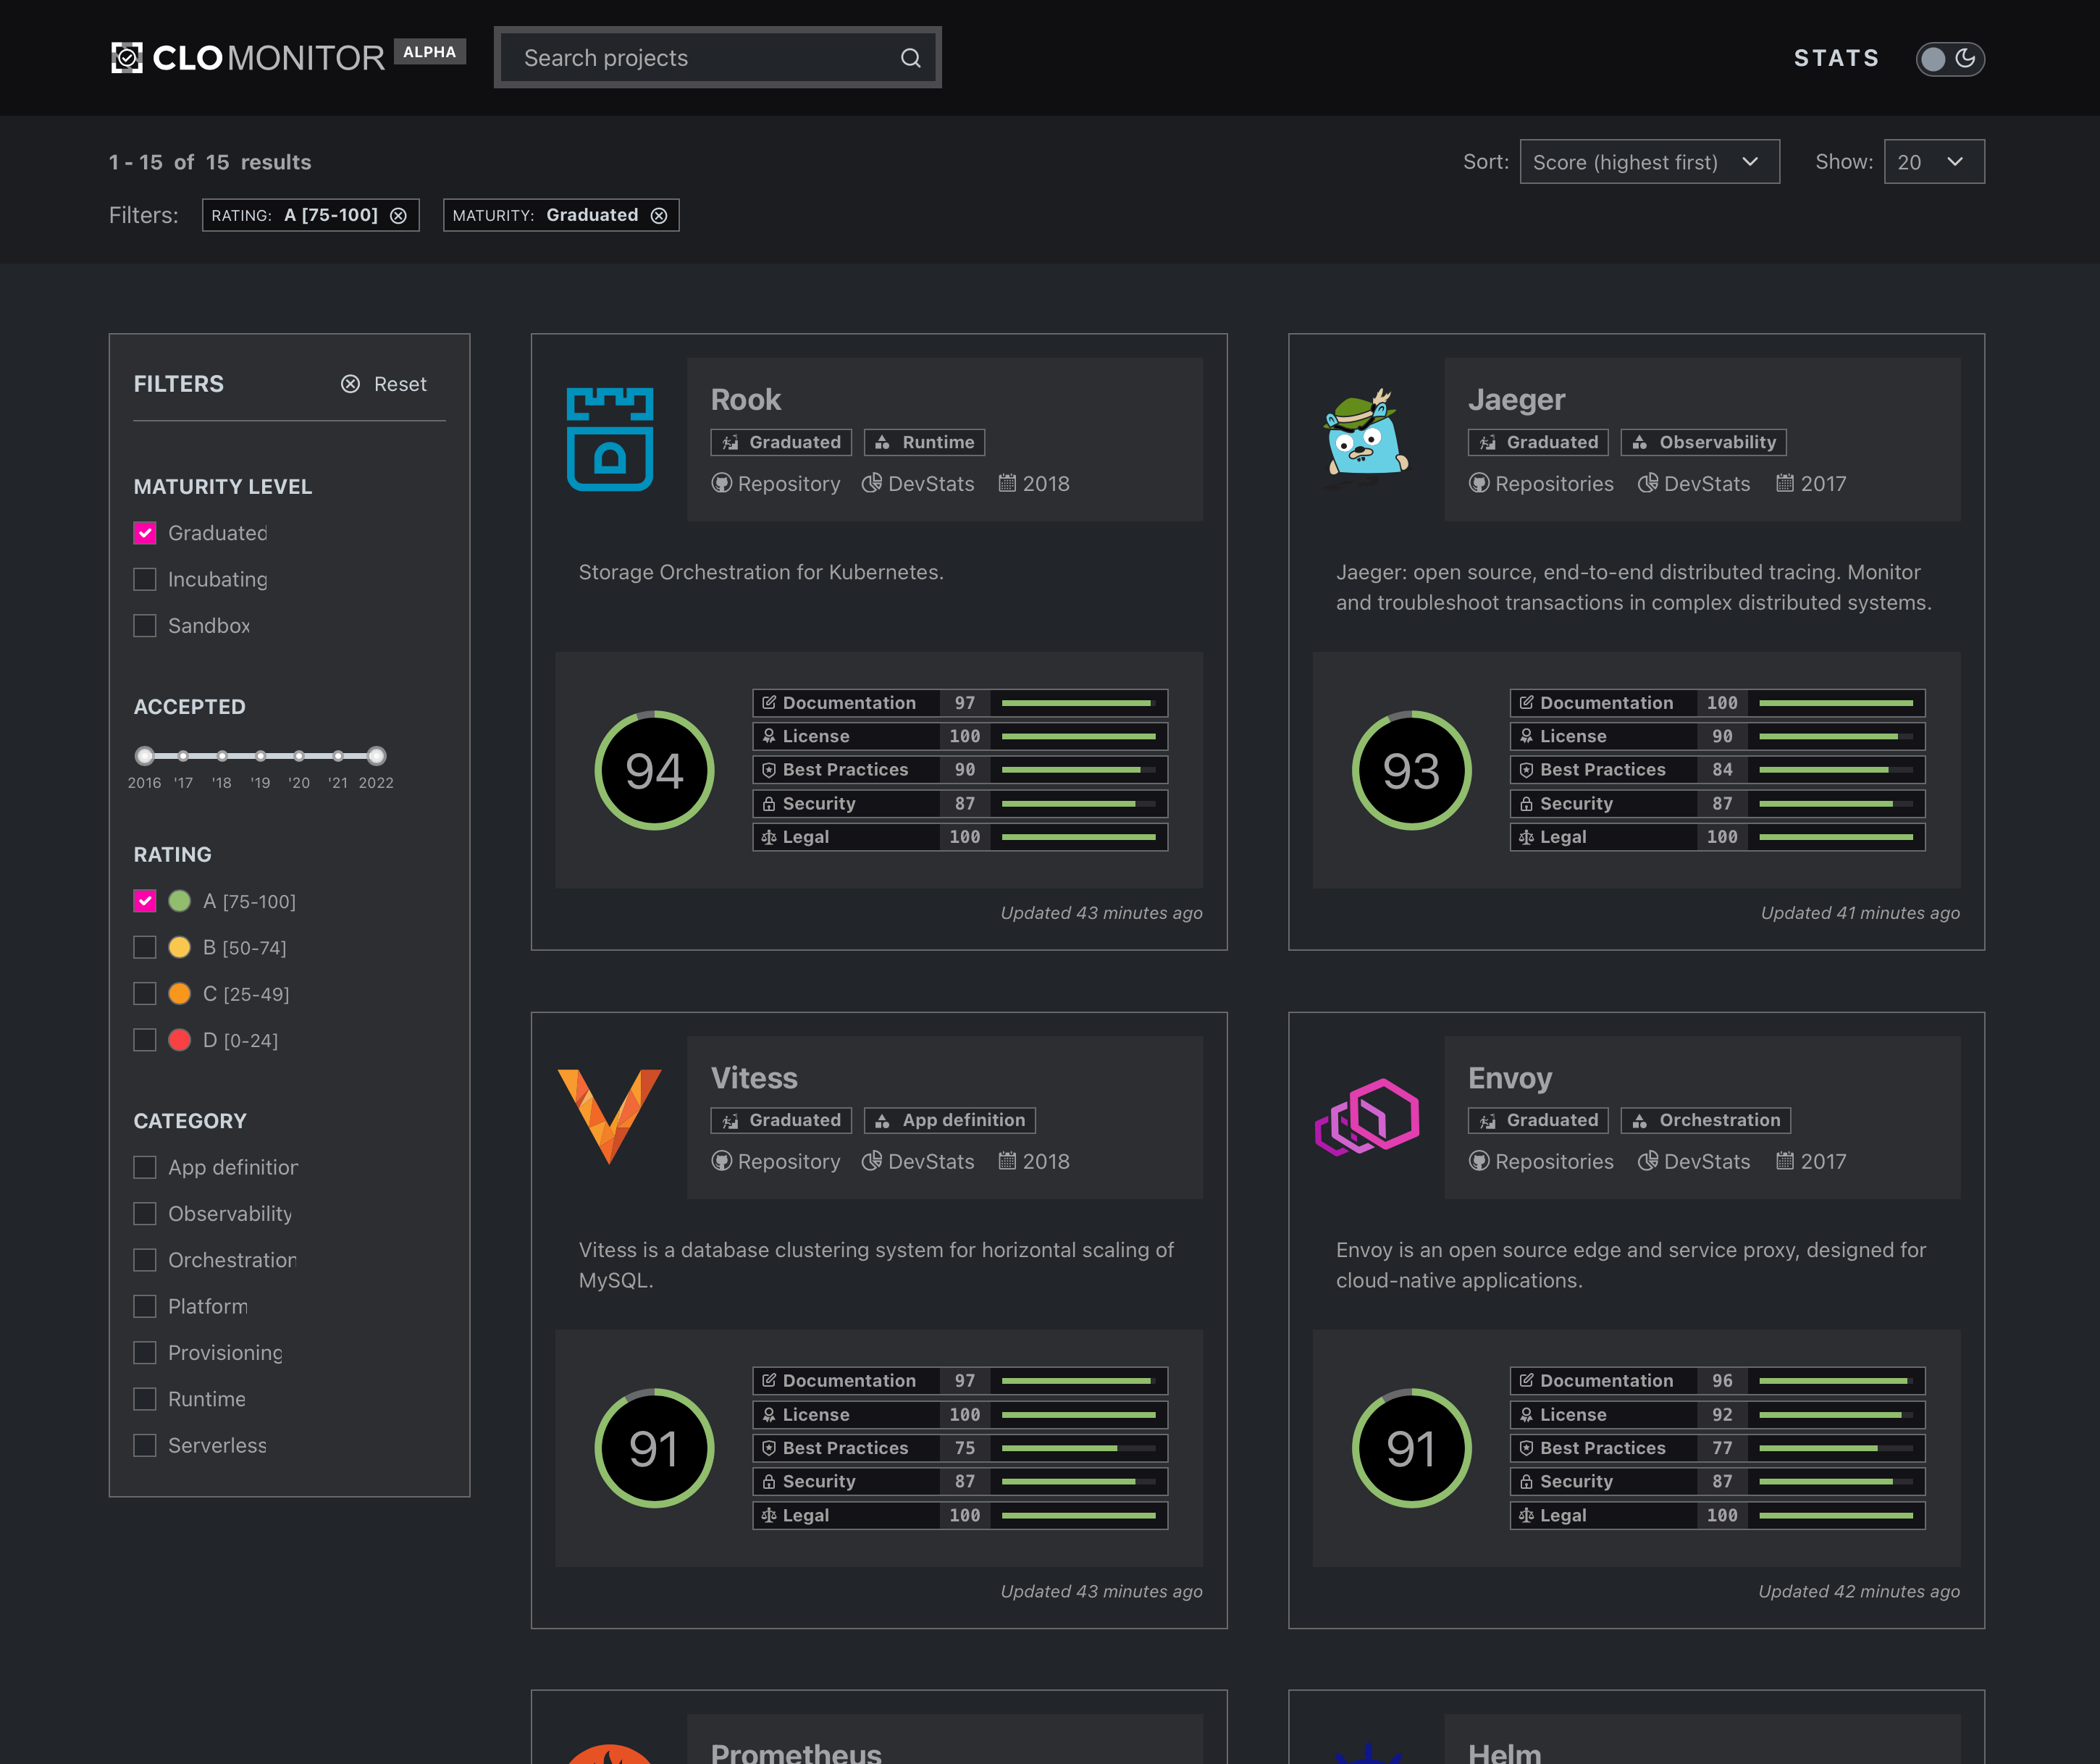 CLOMONITOR ALPHA
Search projects
STATS
1 - 15 of 15 results
Sort: Score (highest first)
Show: 20
Filters: RATING: A [75-100] MATURITY: Graduated
FILTERS
Reset
MATURITY LEVEL
Graduated
Incubating
Sandbox
ACCEPTED
2016 '17 '18 '19 '20 '21 2022
RATING
A [75-100]
B [50-74]
C [25-49]
D [0-24]
CATEGORY
App definition
Observability
Orchestration
Platform
Provisioning
Runtime
Serverless
Rook
Graduated Runtime
Repository DevStats 2018
Storage Orchestration for Kubernetes.
94
Documentation 97
License 100
Best Practices 90
Security 87
Legal 100
Updated 43 minutes ago
Jaeger
Graduated Observability
Repositories DevStats 2017
Jaeger: open source, end-to-end distributed tracing. Monitor
and troubleshoot transactions in complex distributed systems.
93
Documentation 100
License 90
Best Practices 84
Security 87
Legal 100
Updated 41 minutes ago
Vitess
Graduated App definition
Repository DevStats 2018
Vitess is a database clustering system for horizontal scaling of
MySQL.
91
Documentation 97
License 100
Best Practices 75
Security 87
Legal 100
Updated 43 minutes ago
Envoy
Graduated Orchestration
Repositories DevStats 2017
Envoy is an open source edge and service proxy, designed for
cloud-native applications.
91
Documentation 96
License 92
Best Practices 77
Security 87
Legal 100
Updated 42 minutes ago
Prometheus
Helm